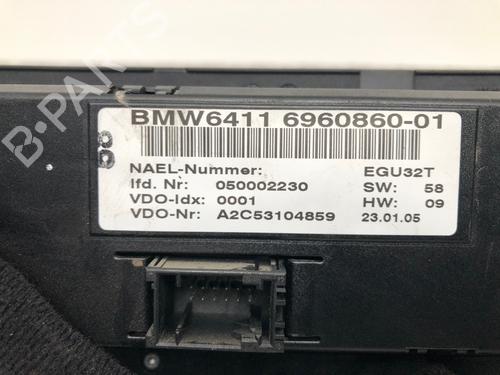 B-PARTS
BMW6411 6960860-01
NAEL-Nummer: EGU32T
lfd. Nr: 050002230 SW: 58
VDO-Idx: 0001 HW: 09
VDO-Nr: A2C53104859 23.01.05